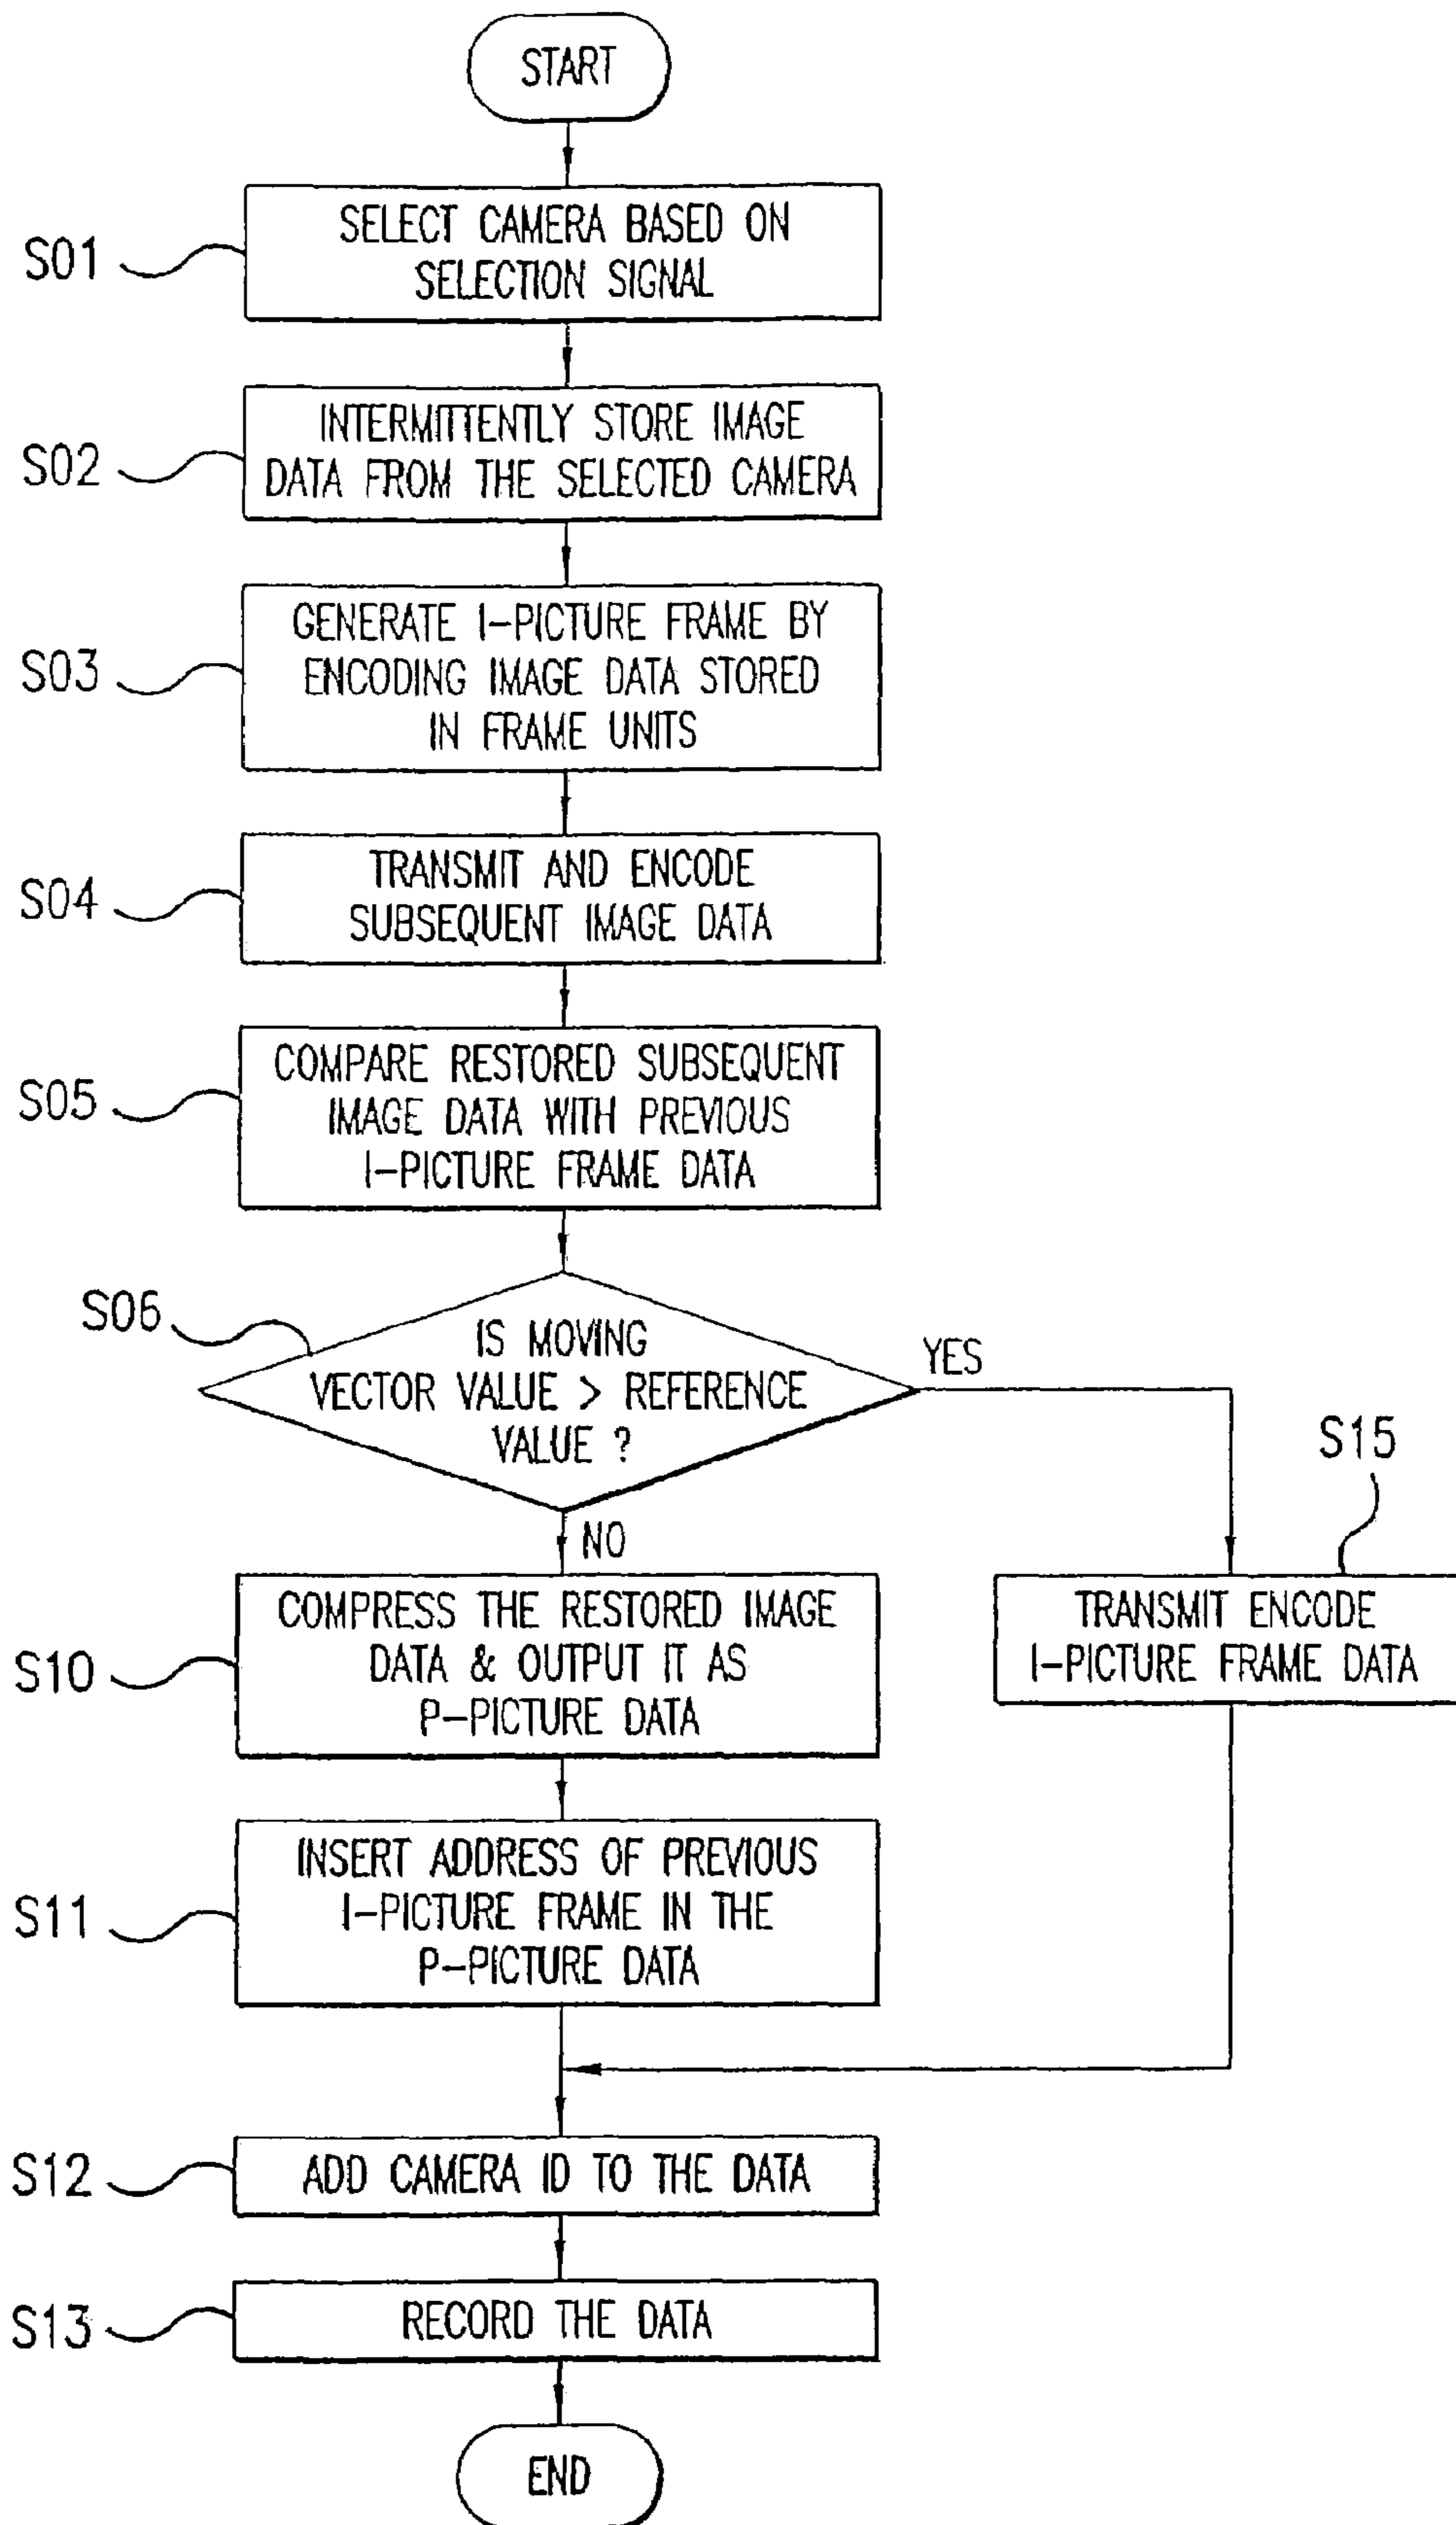 START
S01
SELECT CAMERA BASED ON
SELECTION SIGNAL
S02
INTERMITTENTLY STORE IMAGE
DATA FROM THE SELECTED CAMERA
S03
GENERATE I-PICTURE FRAME BY
ENCODING IMAGE DATA STORED
IN FRAME UNITS
S04
TRANSMIT AND ENCODE
SUBSEQUENT IMAGE DATA
S05
COMPARE RESTORED SUBSEQUENT
IMAGE DATA WITH PREVIOUS
I-PICTURE FRAME DATA
S06
IS MOVING
VECTOR VALUE > REFERENCE
VALUE ?
YES
NO
S15
TRANSMIT ENCODE
I-PICTURE FRAME DATA
S10
COMPRESS THE RESTORED IMAGE
DATA & OUTPUT IT AS
P-PICTURE DATA
S11
INSERT ADDRESS OF PREVIOUS
I-PICTURE FRAME IN THE
P-PICTURE DATA
S12
ADD CAMERA ID TO THE DATA
S13
RECORD THE DATA
END